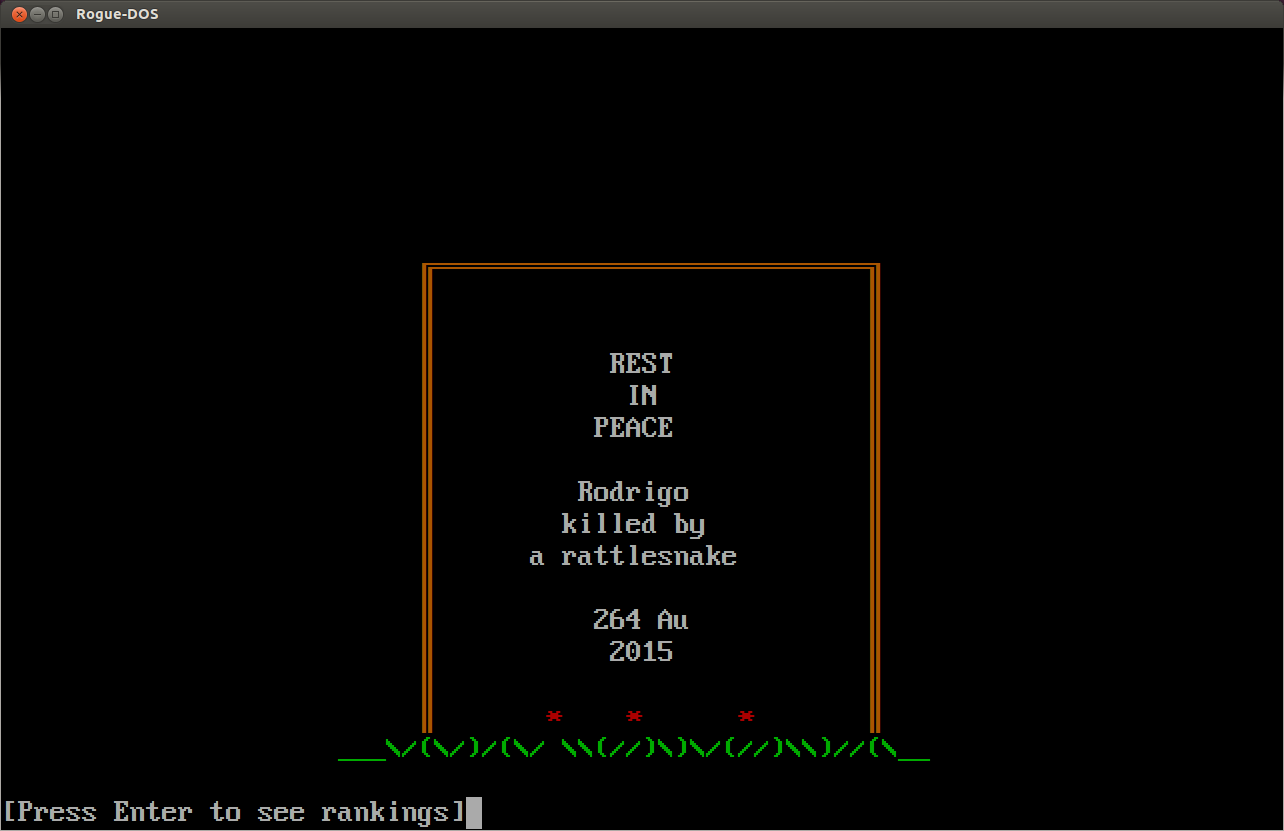 Rogue-DOS
REST
IN
PEACE
Rodrigo
killed by
a rattlesnake
264 Au
2015
*    *      *
___\/(\/)/(\/ \\(//)\)\/(//)\\)//(\__
[Press Enter to see rankings]